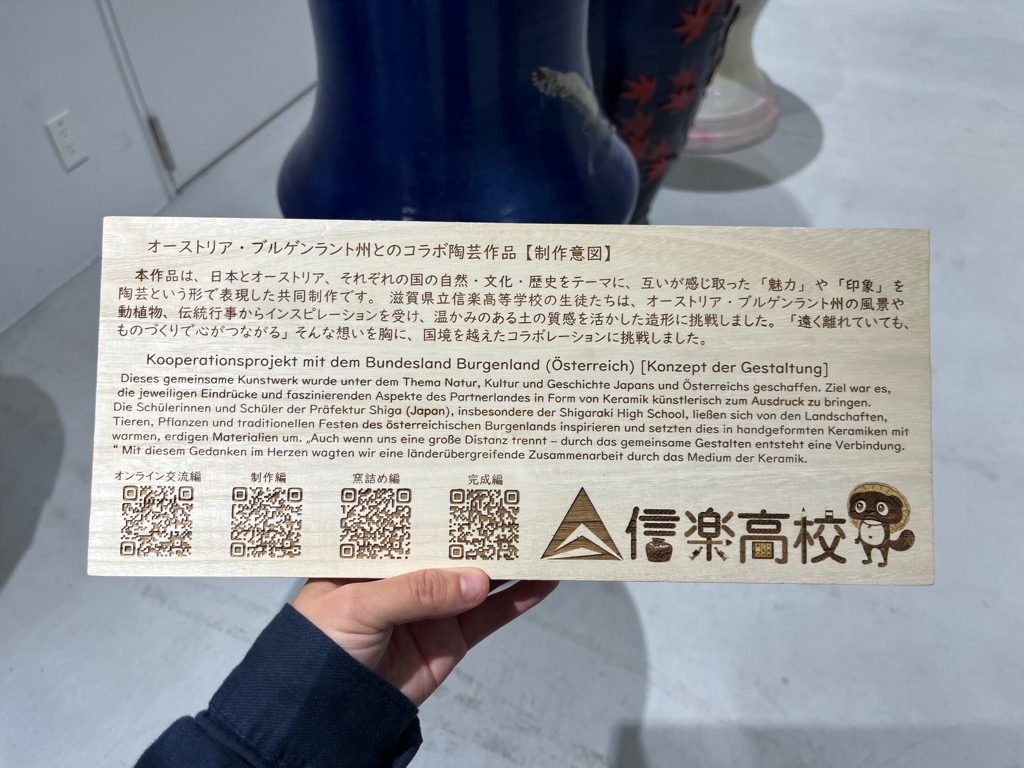 オーストリア・ブルゲンラント州とのコラボ陶芸作品【制作意図】
本作品は、日本とオーストリア、それぞれの国の自然・文化・歴史をテーマに、互いが感じ取った「魅力」や「印象」を
陶芸という形で表現した共同制作です。 滋賀県立信楽高等学校の生徒たちは、オーストリア・ブルゲンラント州の風景や
動植物、伝統行事からインスピレーションを受け、温かみのある土の質感を活かした造形に挑戦しました。「遠く離れていても、
ものづくりで心がつながる」そんな想いを胸に、国境を越えたコラボレーションに挑戦しました。
Kooperationsprojekt mit dem Bundesland Burgenland (Österreich) [Konzept der Gestaltung]
Dieses gemeinsame Kunstwerk wurde unter dem Thema Natur, Kultur und Geschichte Japans und Österreichs geschaffen. Ziel war es,
die jeweiligen Eindrücke und faszinierenden Aspekte des Partnerlandes in Form von Keramik künstlerisch zum Ausdruck zu bringen.
Die Schülerinnen und Schüler der Präfektur Shiga (Japan), insbesondere der Shigaraki High School, ließen sich von den Landschaften,
Tieren, Pflanzen und traditionellen Festen des österreichischen Burgenlands inspirieren und setzten dies in handgeformten Keramiken mit
warmen, erdigen Materialien um. „Auch wenn uns eine große Distanz trennt – durch das gemeinsame Gestalten entsteht eine Verbindung.
“ Mit diesem Gedanken im Herzen wagten wir eine länderübergreifende Zusammenarbeit durch das Medium der Keramik.
オンライン交流編 制作編 窯詰め編 完成編
信楽高校